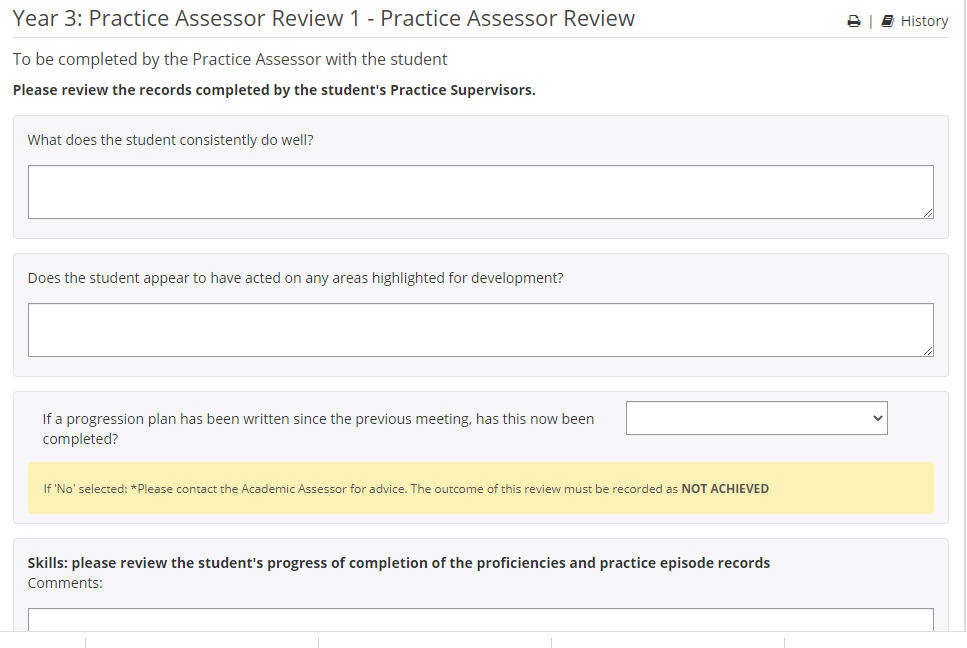 Year 3: Practice Assessor Review 1 - Practice Assessor Review
| History
To be completed by the Practice Assessor with the student
Please review the records completed by the student's Practice Supervisors.
What does the student consistently do well?
Does the student appear to have acted on any areas highlighted for development?
If a progression plan has been written since the previous meeting, has this now been
completed?
If 'No' selected: *Please contact the Academic Assessor for advice. The outcome of this review must be recorded as NOT ACHIEVED
Skills: please review the student's progress of completion of the proficiencies and practice episode records
Comments: